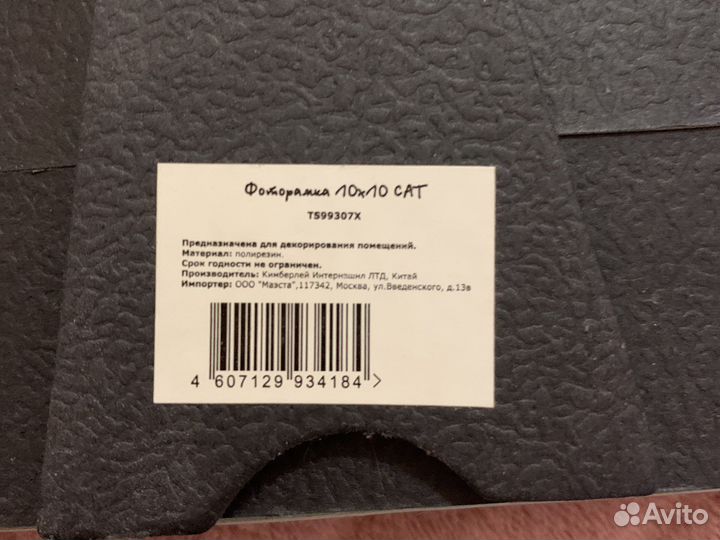 Фоторамка 10x10 CAT
TS99307X
Предназначена для декорирования помещений.
Материал: полирезин.
Срок годности не ограничен.
Производитель: Кимберлей Интернэшнл ЛТД, Китай
Импортер: ООО "Маэста",117342, Москва, ул.Введенского, д.13в
4 607129 934184 >
Avito